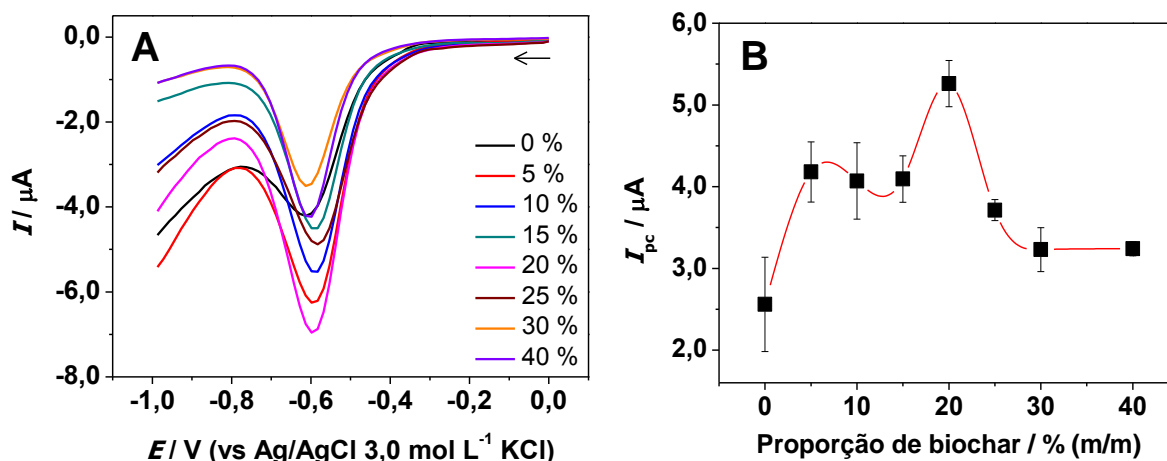 A
0,0
-2,0
-4,0
-6,0
-8,0
I / µA
0 %
5 %
10 %
15 %
20 %
25 %
30 %
40 %
-1,0 -0,8 -0,6 -0,4 -0,2 0,0
E / V (vs Ag/AgCl 3,0 mol L⁻¹ KCl)
B
6,0
5,0
4,0
3,0
2,0
Ipc / µA
0 10 20 30 40
Proporção de biochar / % (m/m)